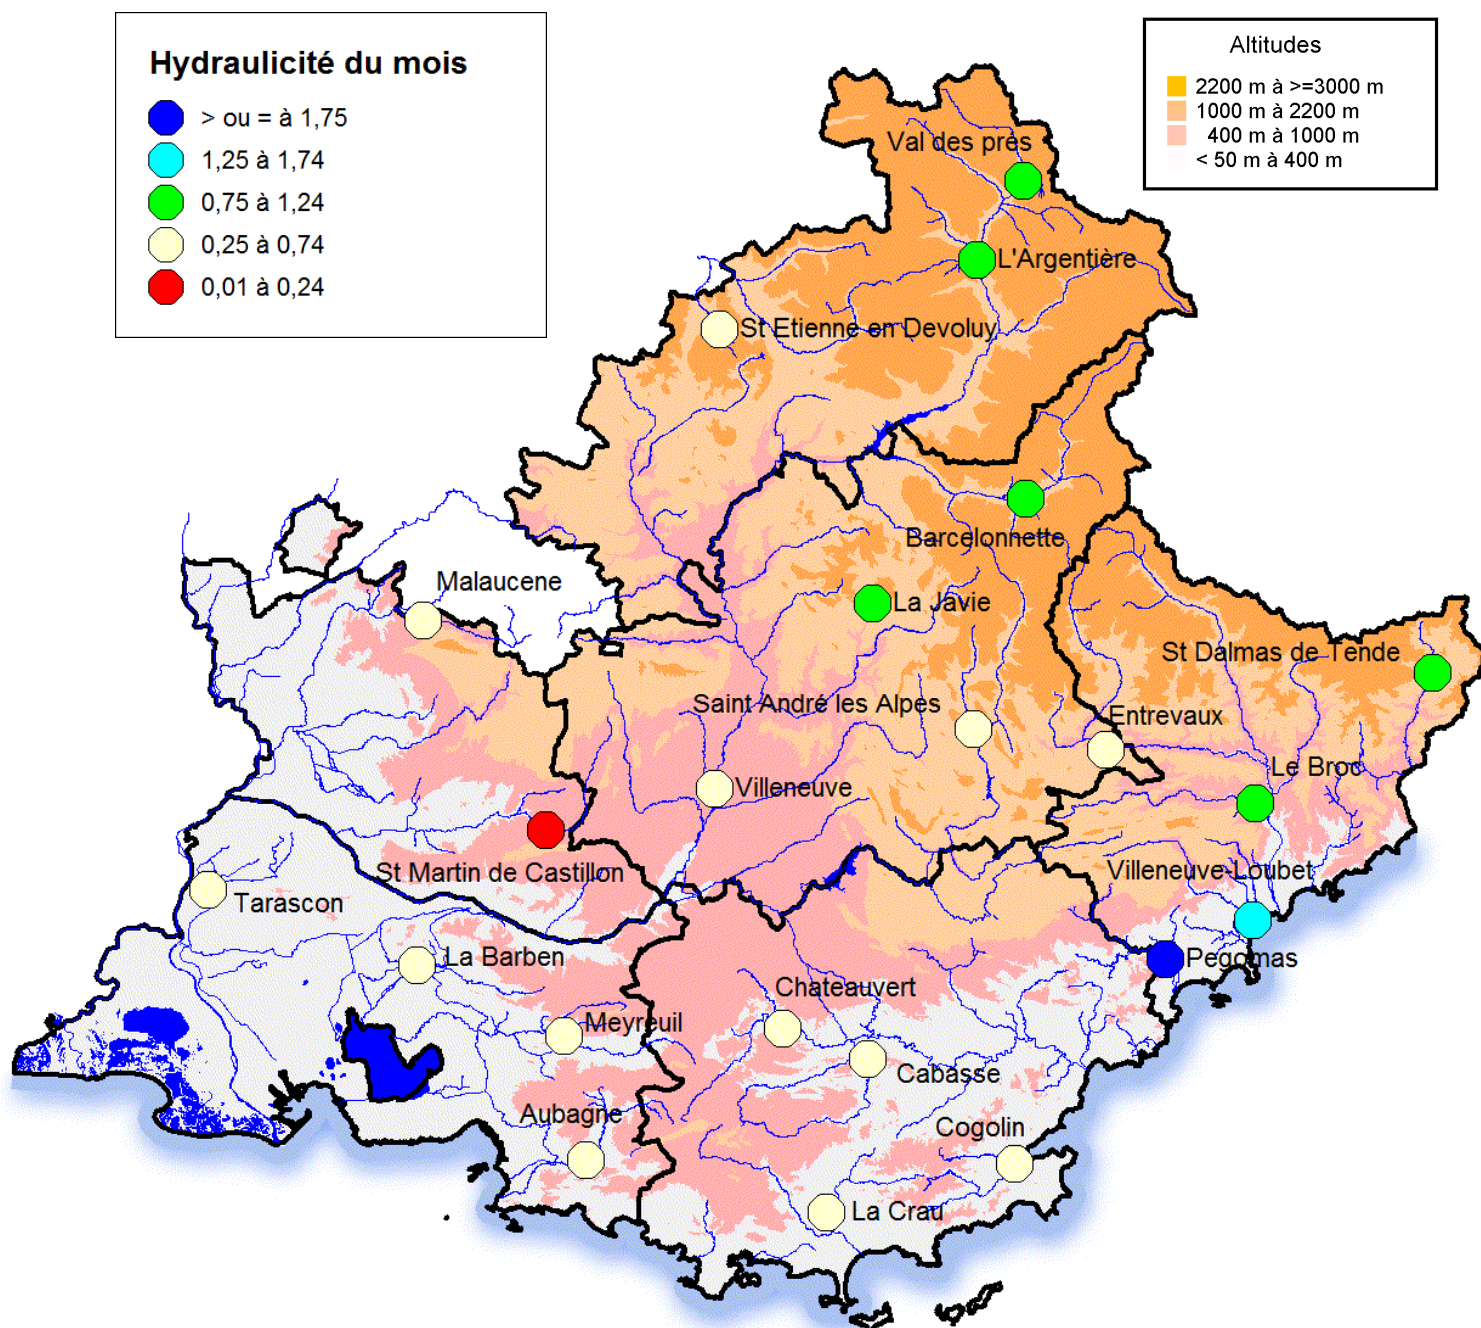 Hydraulicité du mois
> ou = à 1,75
1,25 à 1,74
0,75 à 1,24
0,25 à 0,74
0,01 à 0,24
Altitudes
2200 m à >=3000 m
1000 m à 2200 m
400 m à 1000 m
< 50 m à 400 m
Val des près
L'Argentière
St Etienne en Devoluy
Barcelonnette
Malaucene
La Javie
St Dalmas de Tende
Saint André les Alpes
Entrevaux
Le Broc
Villeneuve
St Martin de Castillon
Villeneuve-Loubet
Tarascon
La Barben
Pegomas
Chateauvert
Meyreuil
Cabasse
Aubagne
Cogolin
La Crau